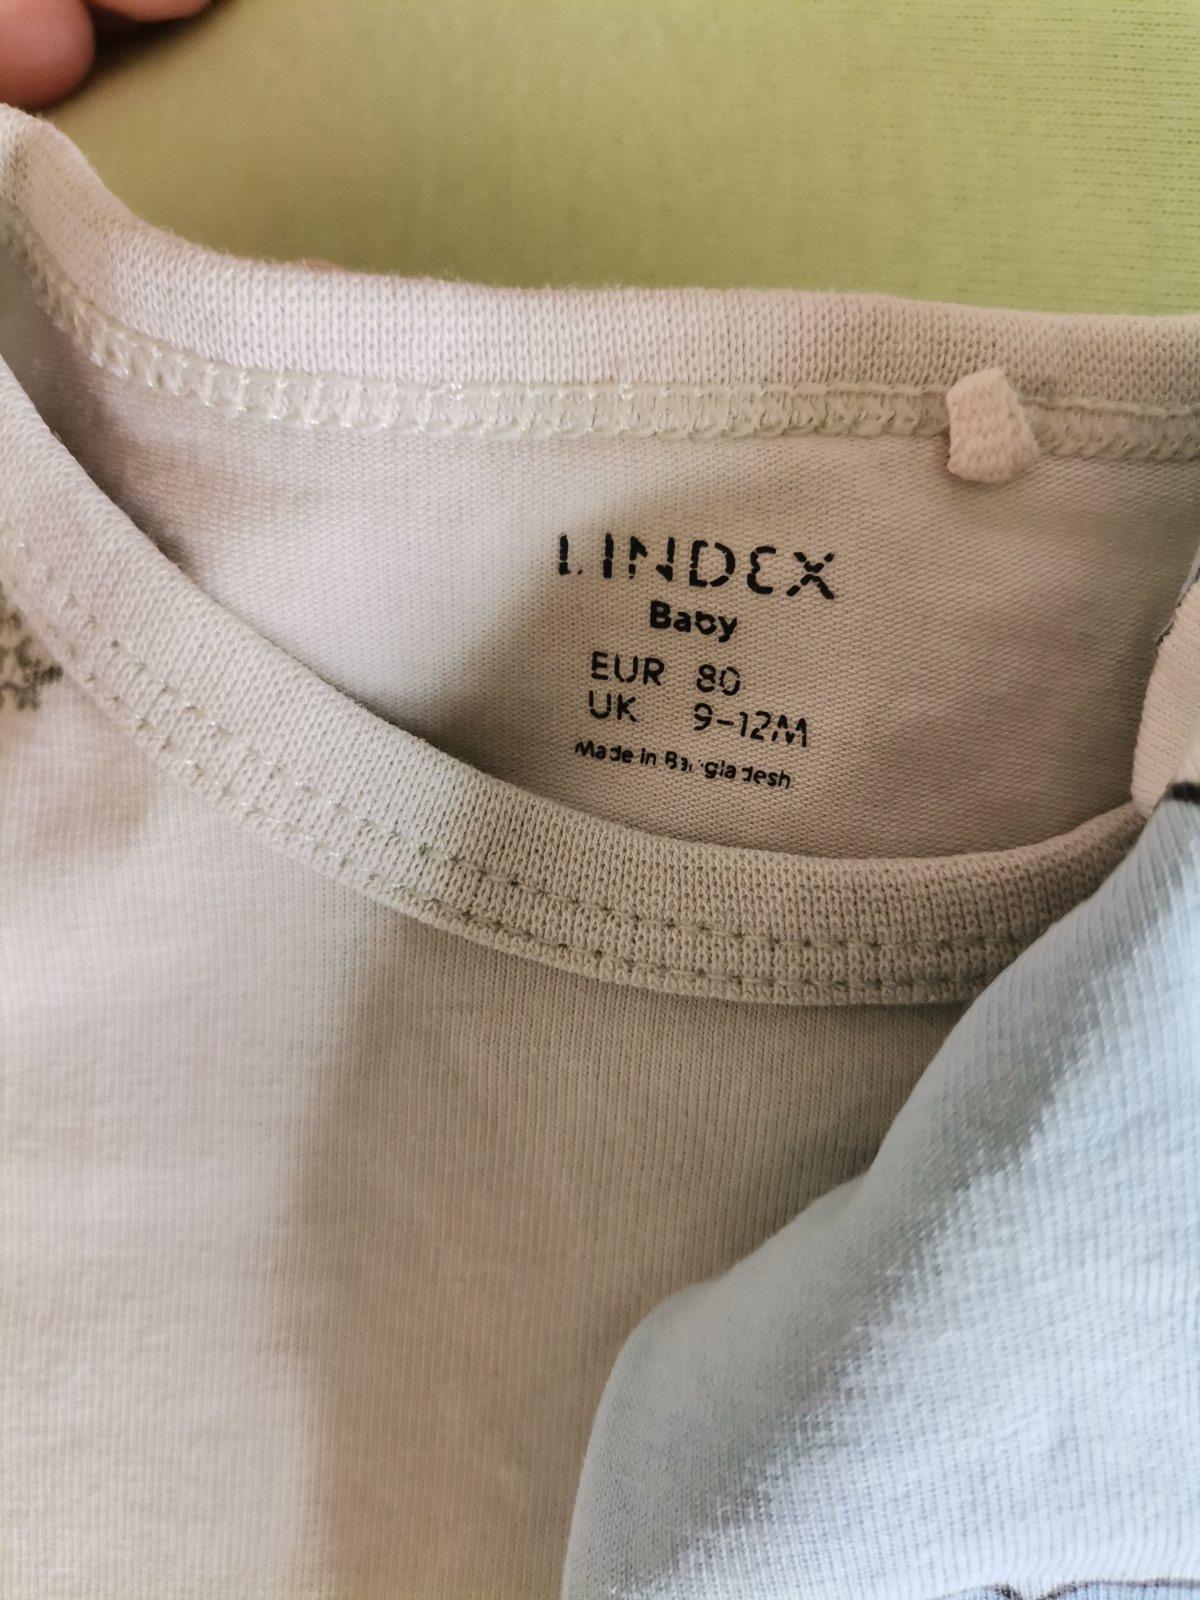 LINDEX
Baby
EUR 80
UK 9-12M
Made in Bangladesh